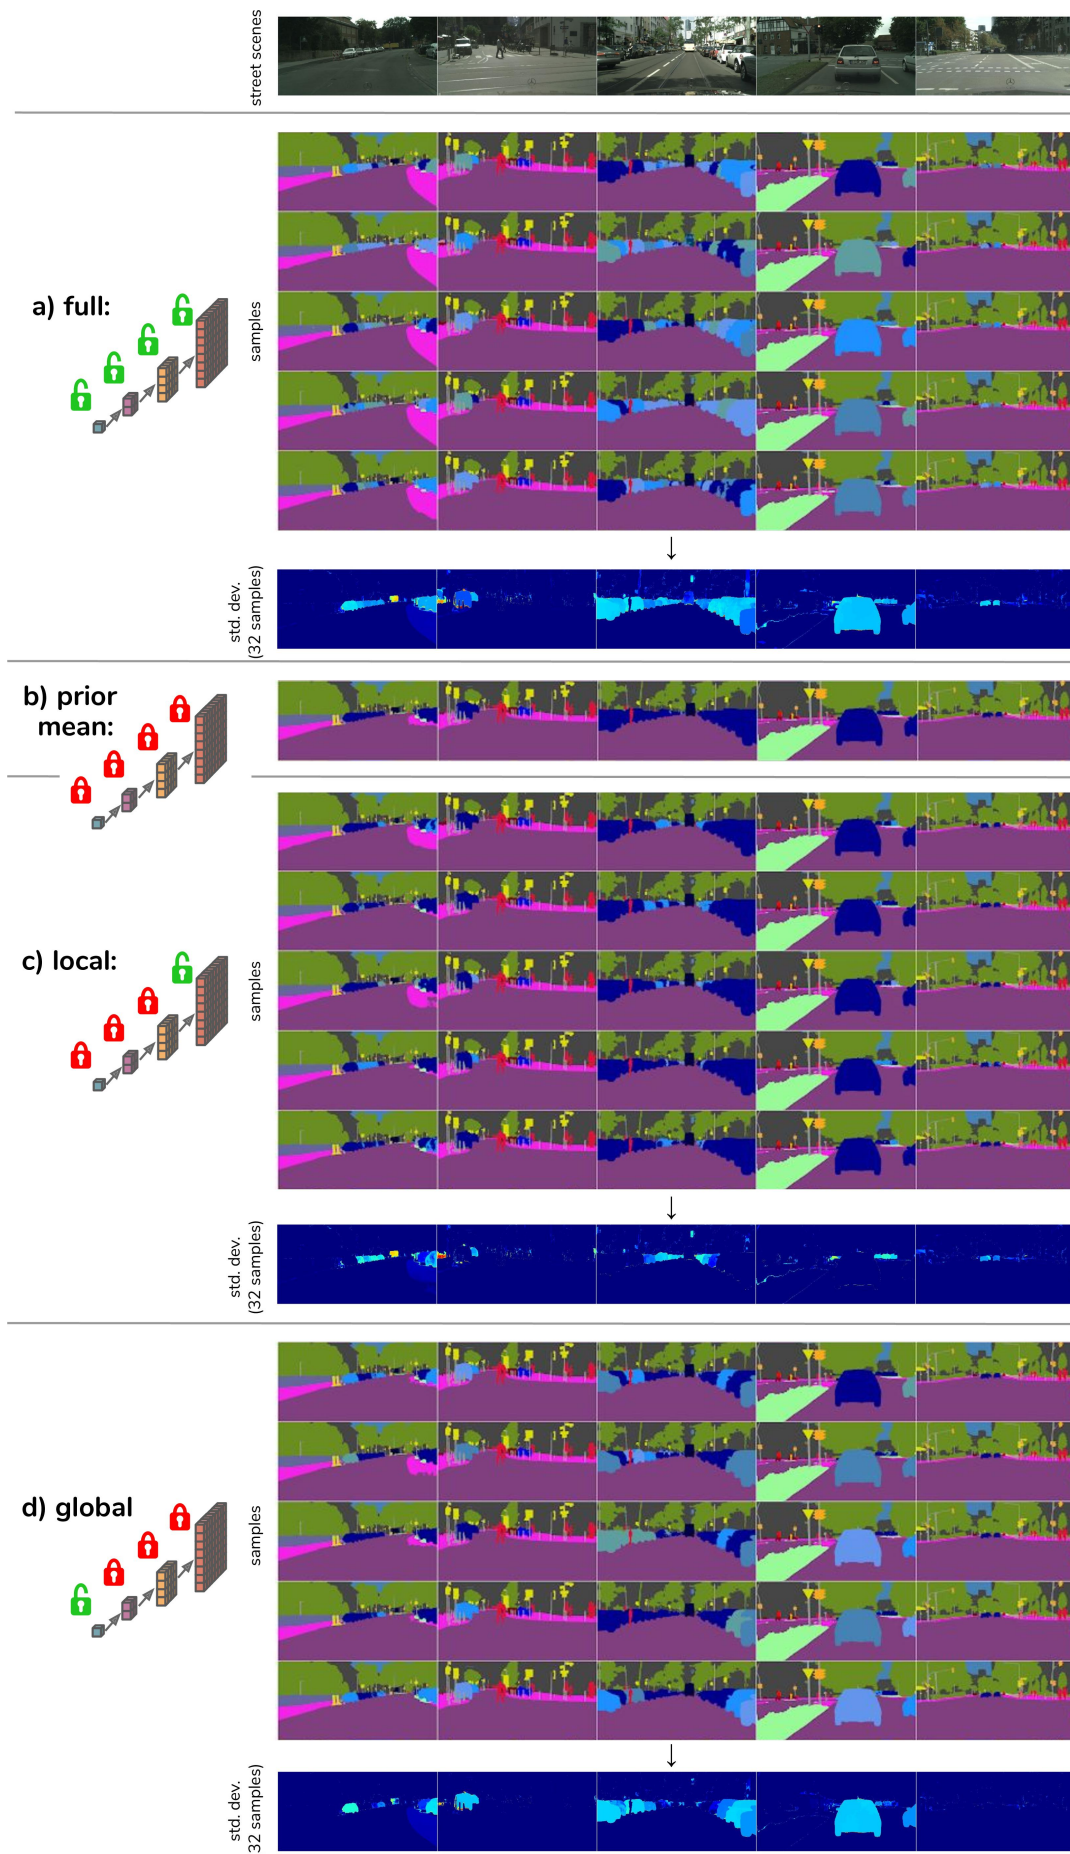 street scenes
a) full:
samples
std. dev.
(32 samples)
b) prior
mean:
c) local:
samples
std. dev.
(32 samples)
d) global
samples
std. dev.
32 samples)